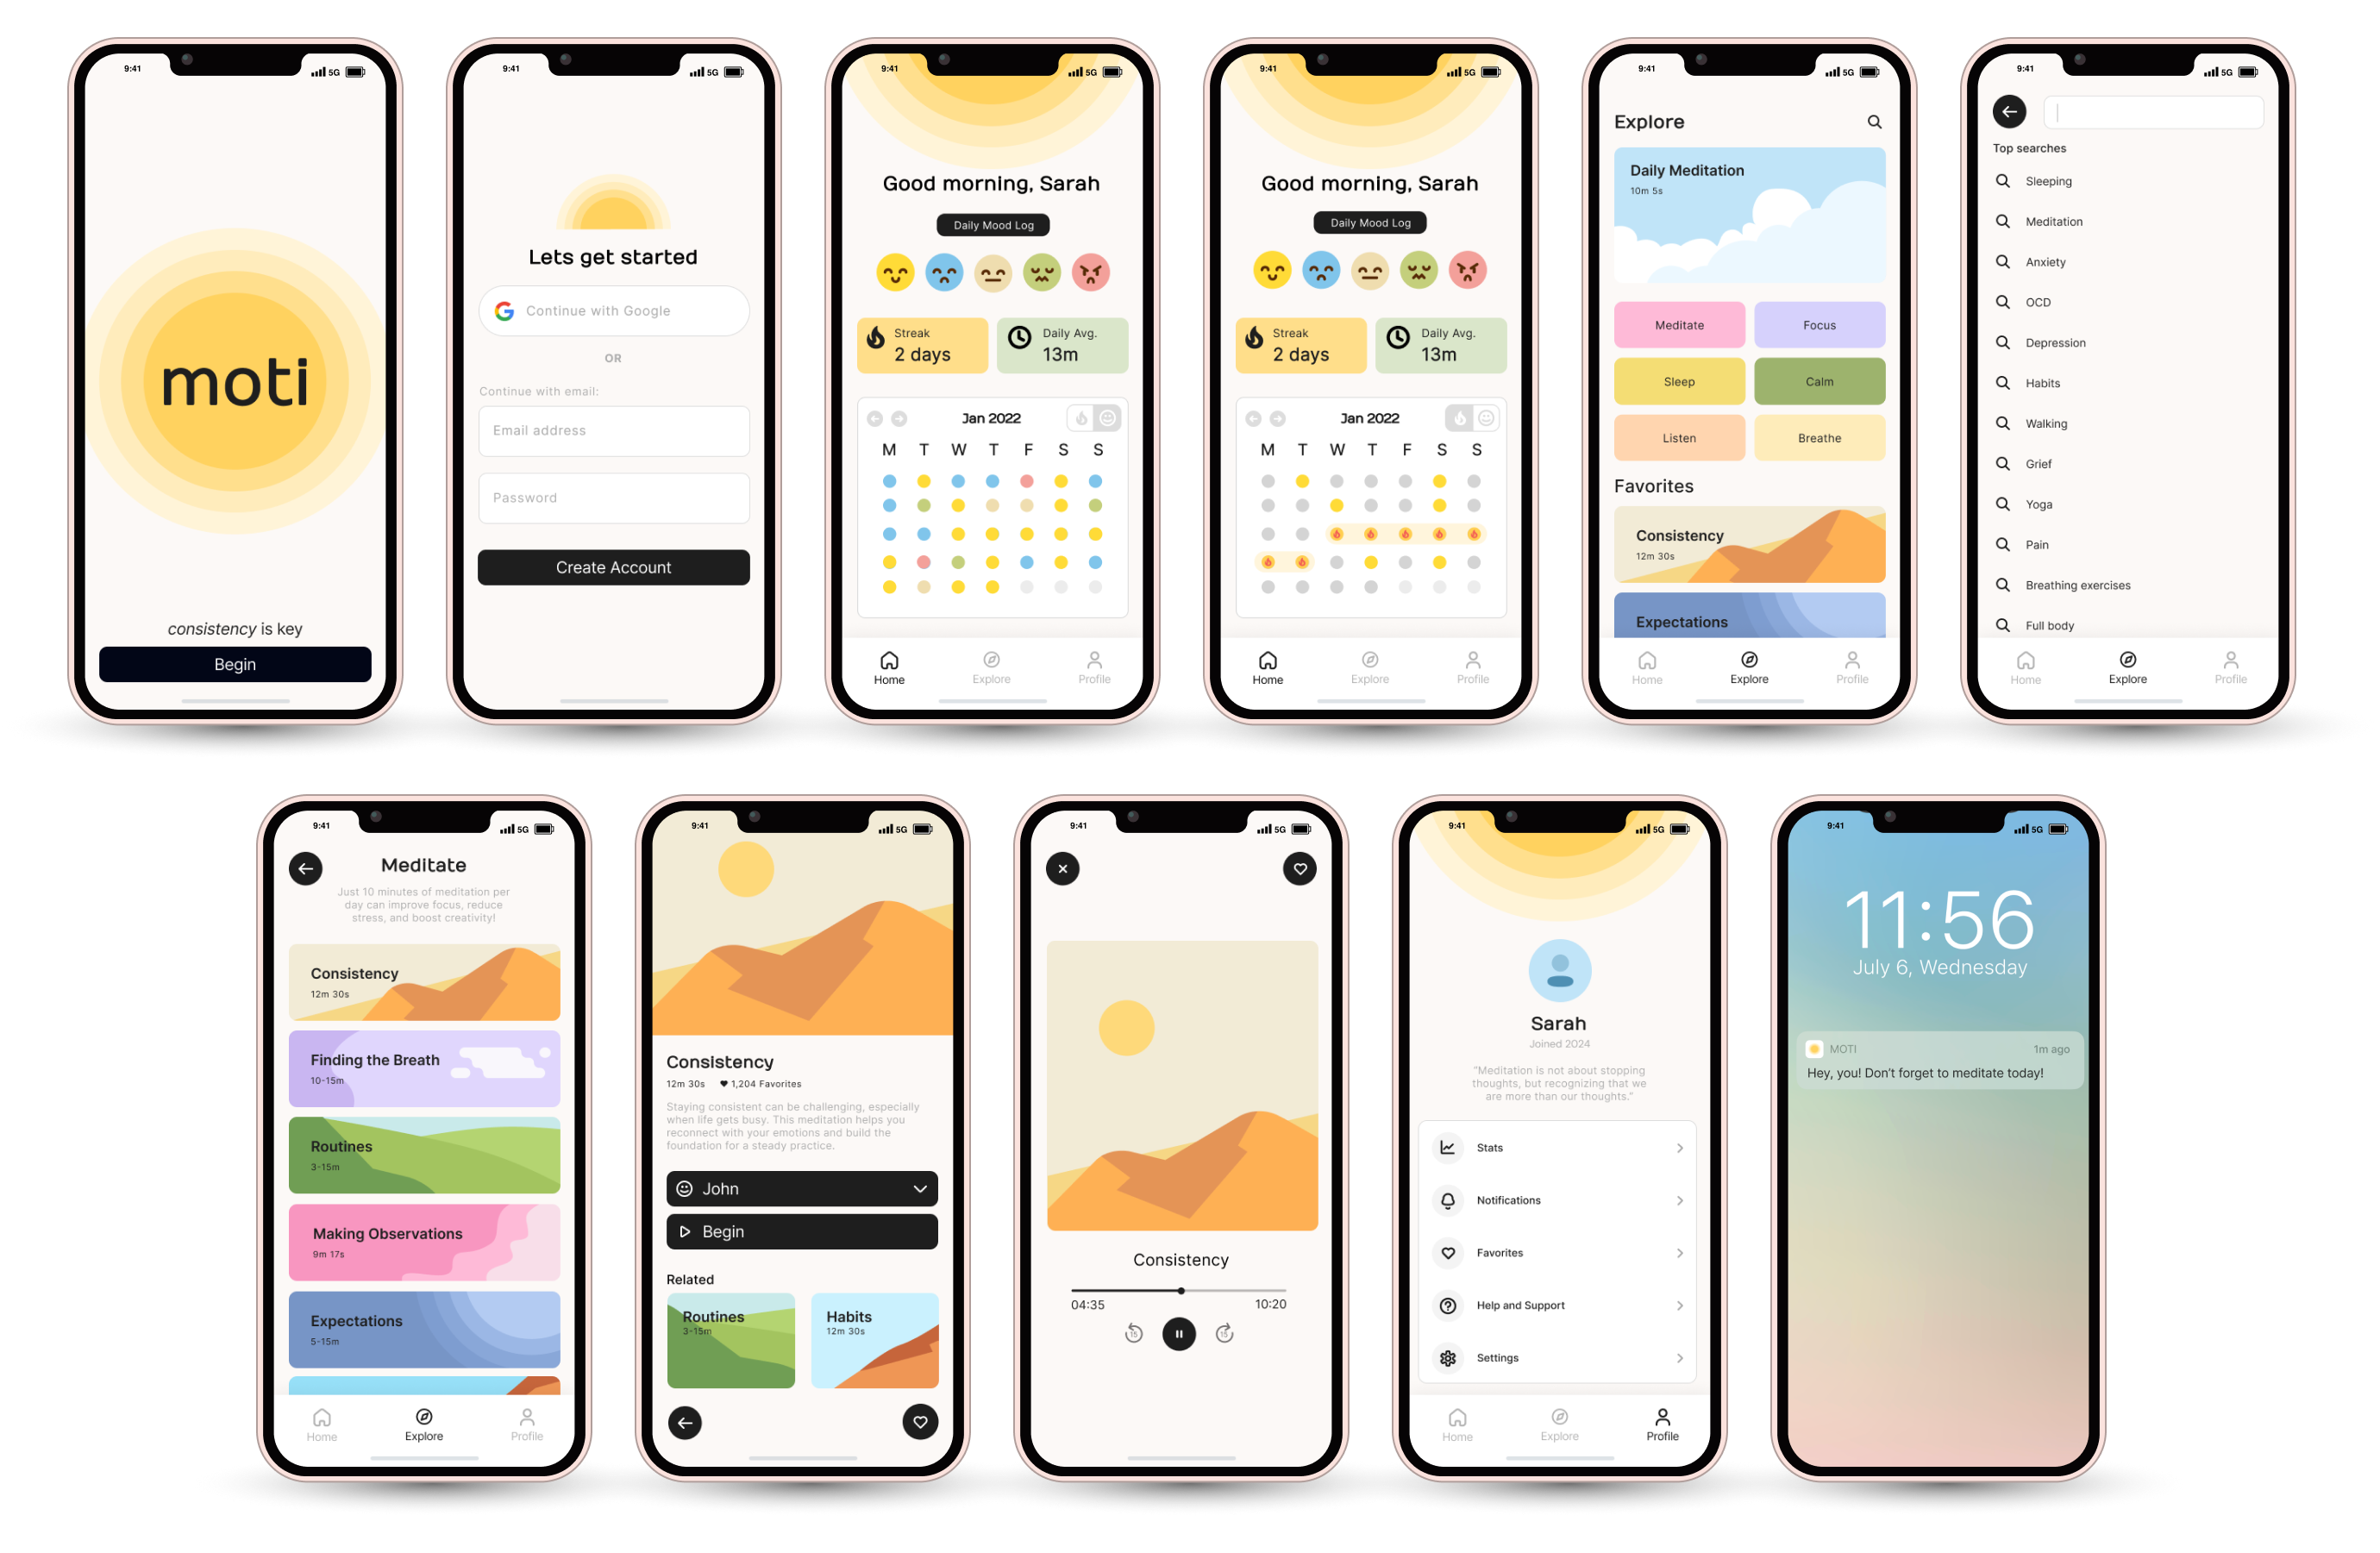 9:41
5G
moti
consistency is key
Begin
9:41
5G
Lets get started
Continue with Google
OR
Continue with email:
Email address
Password
Create Account
9:41
5G
Good morning, Sarah
Daily Mood Log
Streak
2 days
Daily Avg.
13m
Jan 2022
M T W T F S S
Home
Explore
Profile
9:41
5G
Good morning, Sarah
Daily Mood Log
Streak
2 days
Daily Avg.
13m
Jan 2022
M T W T F S S
Home
Explore
Profile
9:41
5G
Explore
Daily Meditation
10m 5s
Meditate
Focus
Sleep
Calm
Listen
Breathe
Favorites
Consistency
12m 30s
Expectations
Home
Explore
Profile
9:41
5G
Top searches
Sleeping
Meditation
Anxiety
OCD
Depression
Habits
Walking
Grief
Yoga
Pain
Breathing exercises
Full body
Home
Explore
Profile
9:41
5G
Meditate
Just 10 minutes of meditation per
day can improve focus, reduce
stress, and boost creativity!
Consistency
12m 30s
Finding the Breath
10-15m
Routines
3-15m
Making Observations
9m 17s
Expectations
5-15m
Home
Explore
Profile
9:41
5G
Consistency
12m 30s
1,204 Favorites
Staying consistent can be challenging, especially
when life gets busy. This meditation helps you
reconnect with your emotions and build the
foundation for a steady practice.
John
Begin
Related
Routines
3-15m
Habits
12m 30s
9:41
5G
Consistency
04:35
10:20
15
15
9:41
5G
Sarah
Joined 2024
"Meditation is not about stopping
thoughts, but recognizing that we
are more than our thoughts."
Stats
Notifications
Favorites
Help and Support
Settings
Home
Explore
Profile
9:41
5G
11:56
July 6, Wednesday
MOTI
1m ago
Hey, you! Don't forget to meditate today!